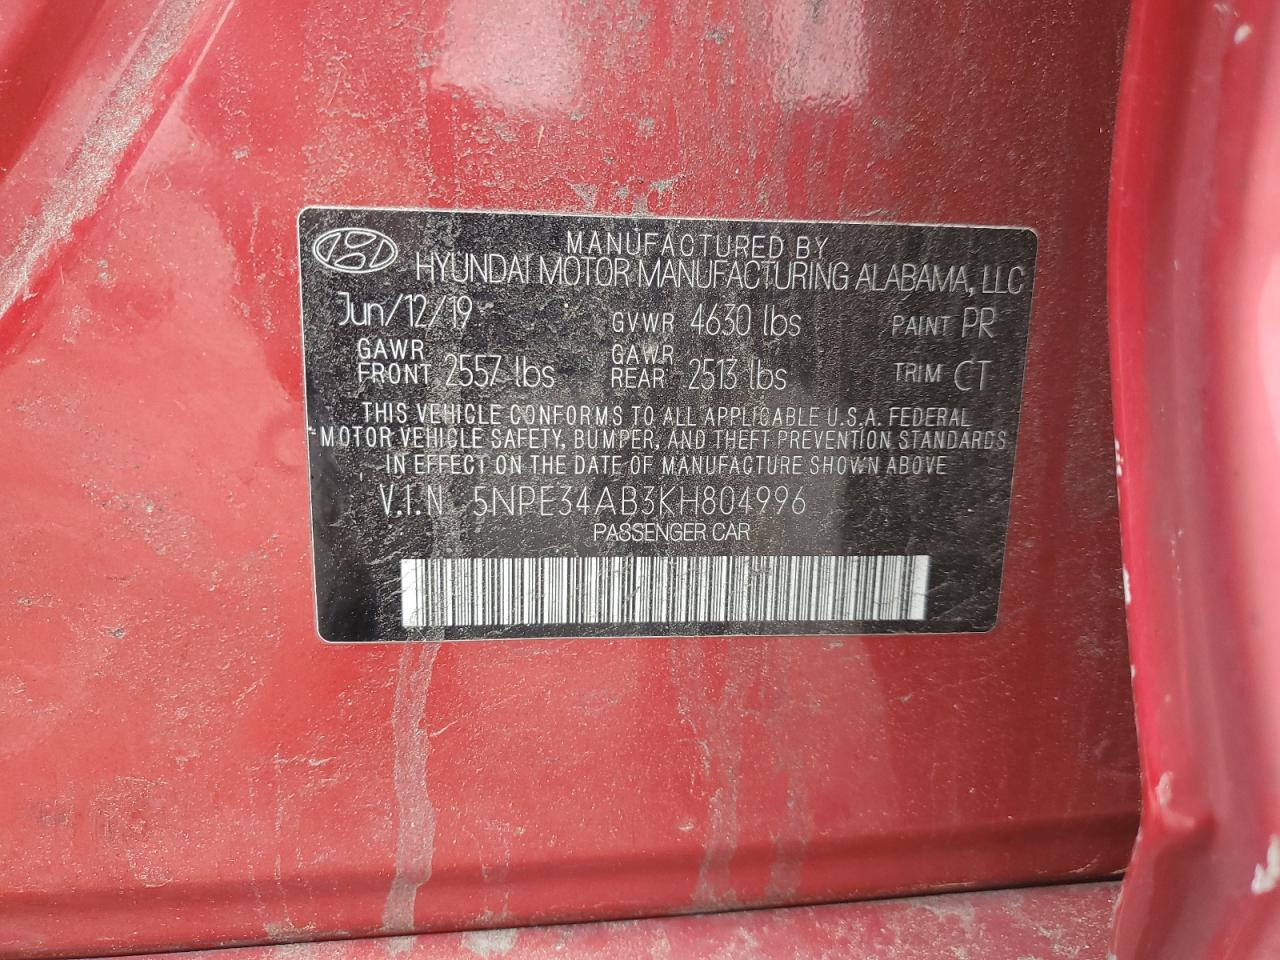 MANUFACTURED BY
HYUNDAI MOTOR MANUFACTURING ALABAMA, LLC
Jun/12/19 GVWR 4630 lbs PAINT PR
GAWR FRONT 2557 lbs GAWR REAR 2513 lbs TRIM CT
THIS VEHICLE CONFORMS TO ALL APPLICABLE U.S.A. FEDERAL
MOTOR VEHICLE SAFETY, BUMPER, AND THEFT PREVENTION STANDARDS
IN EFFECT ON THE DATE OF MANUFACTURE SHOWN ABOVE
V.I.N 5NPE34AB3KH804996
PASSENGER CAR